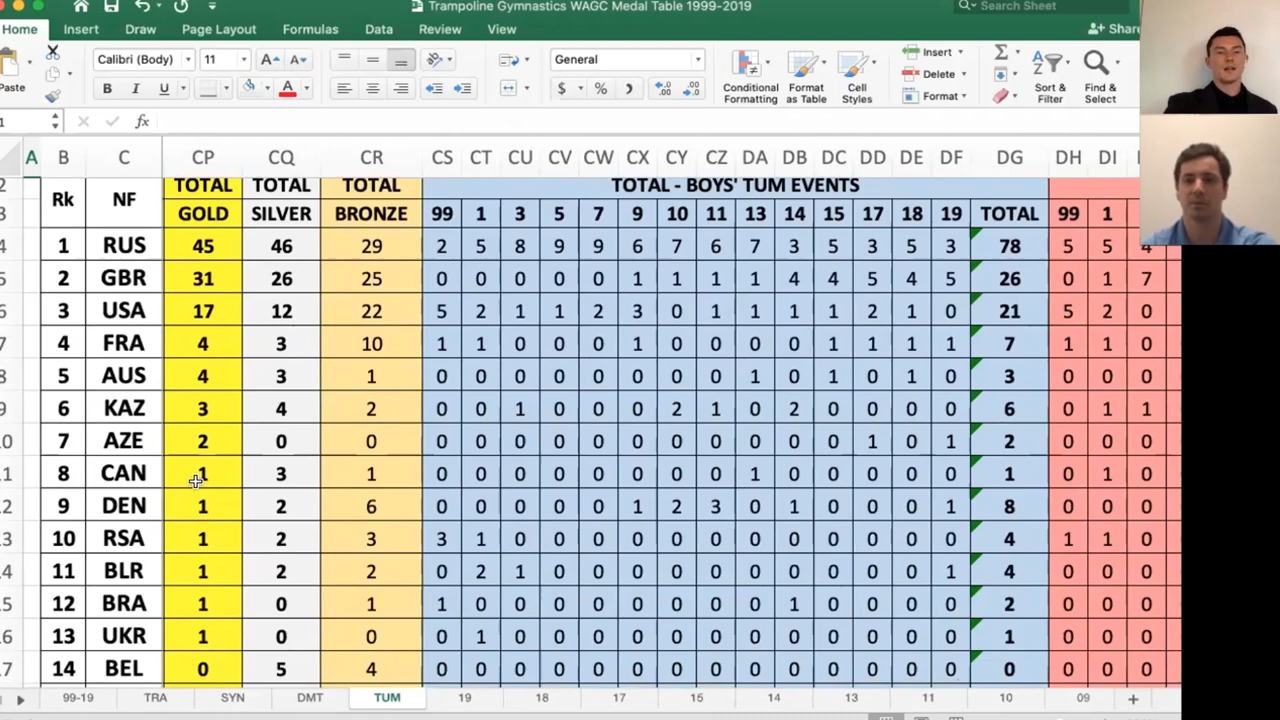 Trampoline Gymnastics WAGC Medal Table 1999-2019
Search Sheet
Home Insert Draw Page Layout Formulas Data Review View Share
Paste Calibri (Body) 11 A A General Conditional Formatting Format as Table Cell Styles Insert Delete Format Sort & Filter Find & Select
B I U A $ %
1 fx
A B C CP CQ CR CS CT CU CV CW CX CY CZ DA DB DC DD DE DF DG DH DI
2 Rk NF TOTAL TOTAL TOTAL TOTAL - BOYS' TUM EVENTS
3 GOLD SILVER BRONZE 99 1 3 5 7 9 10 11 13 14 15 17 18 19 TOTAL 99 1
4 1 RUS 45 46 29 2 5 8 9 9 6 7 6 7 3 5 3 5 3 78 5 5 4
5 2 GBR 31 26 25 0 0 0 0 0 1 1 1 1 4 4 5 4 5 26 0 1 7
6 3 USA 17 12 22 5 2 1 1 2 3 0 1 1 1 1 2 1 0 21 5 2 0
7 4 FRA 4 3 10 1 1 0 0 0 1 0 0 0 0 1 1 1 1 7 1 1 0
8 5 AUS 4 3 1 0 0 0 0 0 0 0 0 1 0 1 0 1 0 3 0 0 0
9 6 KAZ 3 4 2 0 0 1 0 0 0 2 1 0 2 0 0 0 0 6 0 1 1
10 7 AZE 2 0 0 0 0 0 0 0 0 0 0 0 0 0 1 0 1 2 0 0 0
11 8 CAN 1 3 1 0 0 0 0 0 0 0 0 1 0 0 0 0 0 1 0 1 0
12 9 DEN 1 2 6 0 0 0 0 0 1 2 3 0 1 0 0 0 1 8 0 0 0
13 10 RSA 1 2 3 3 1 0 0 0 0 0 0 0 0 0 0 0 0 4 1 1 0
14 11 BLR 1 2 2 0 2 1 0 0 0 0 0 0 0 0 0 0 1 4 0 0 0
15 12 BRA 1 0 1 1 0 0 0 0 0 0 0 0 1 0 0 0 0 2 0 0 0
16 13 UKR 1 0 0 0 1 0 0 0 0 0 0 0 0 0 0 0 0 1 0 0 0
17 14 BEL 0 5 4 0 0 0 0 0 0 0 0 0 0 0 0 0 0 0 0 0 0
99-19 TRA SYN DMT TUM 19 18 17 15 14 13 11 10 09